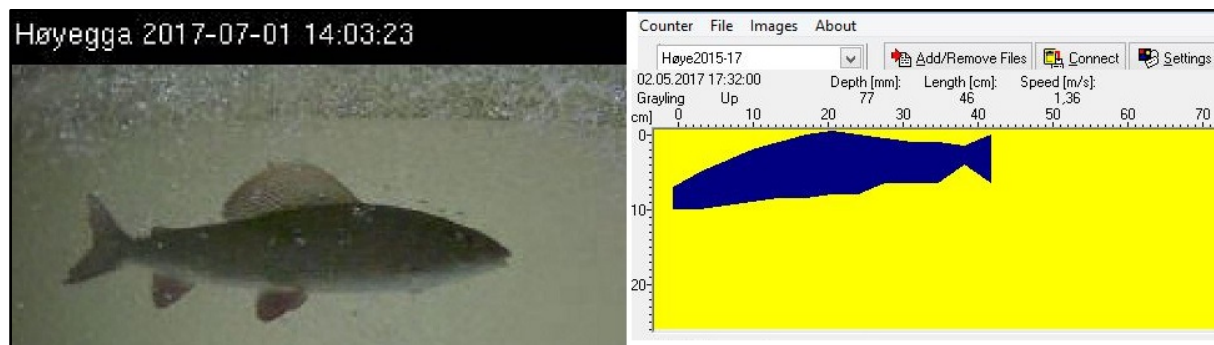 Høyegga 2017-07-01 14:03:23
Counter File Images About
Høye2015-17 Add/Remove Files Connect Settings
02.05.2017 17:32:00 Depth [mm]: Length [cm]: Speed [m/s]:
Grayling Up 77 46 1,36
cm] 0 10 20 30 40 50 60 70
0
10
20